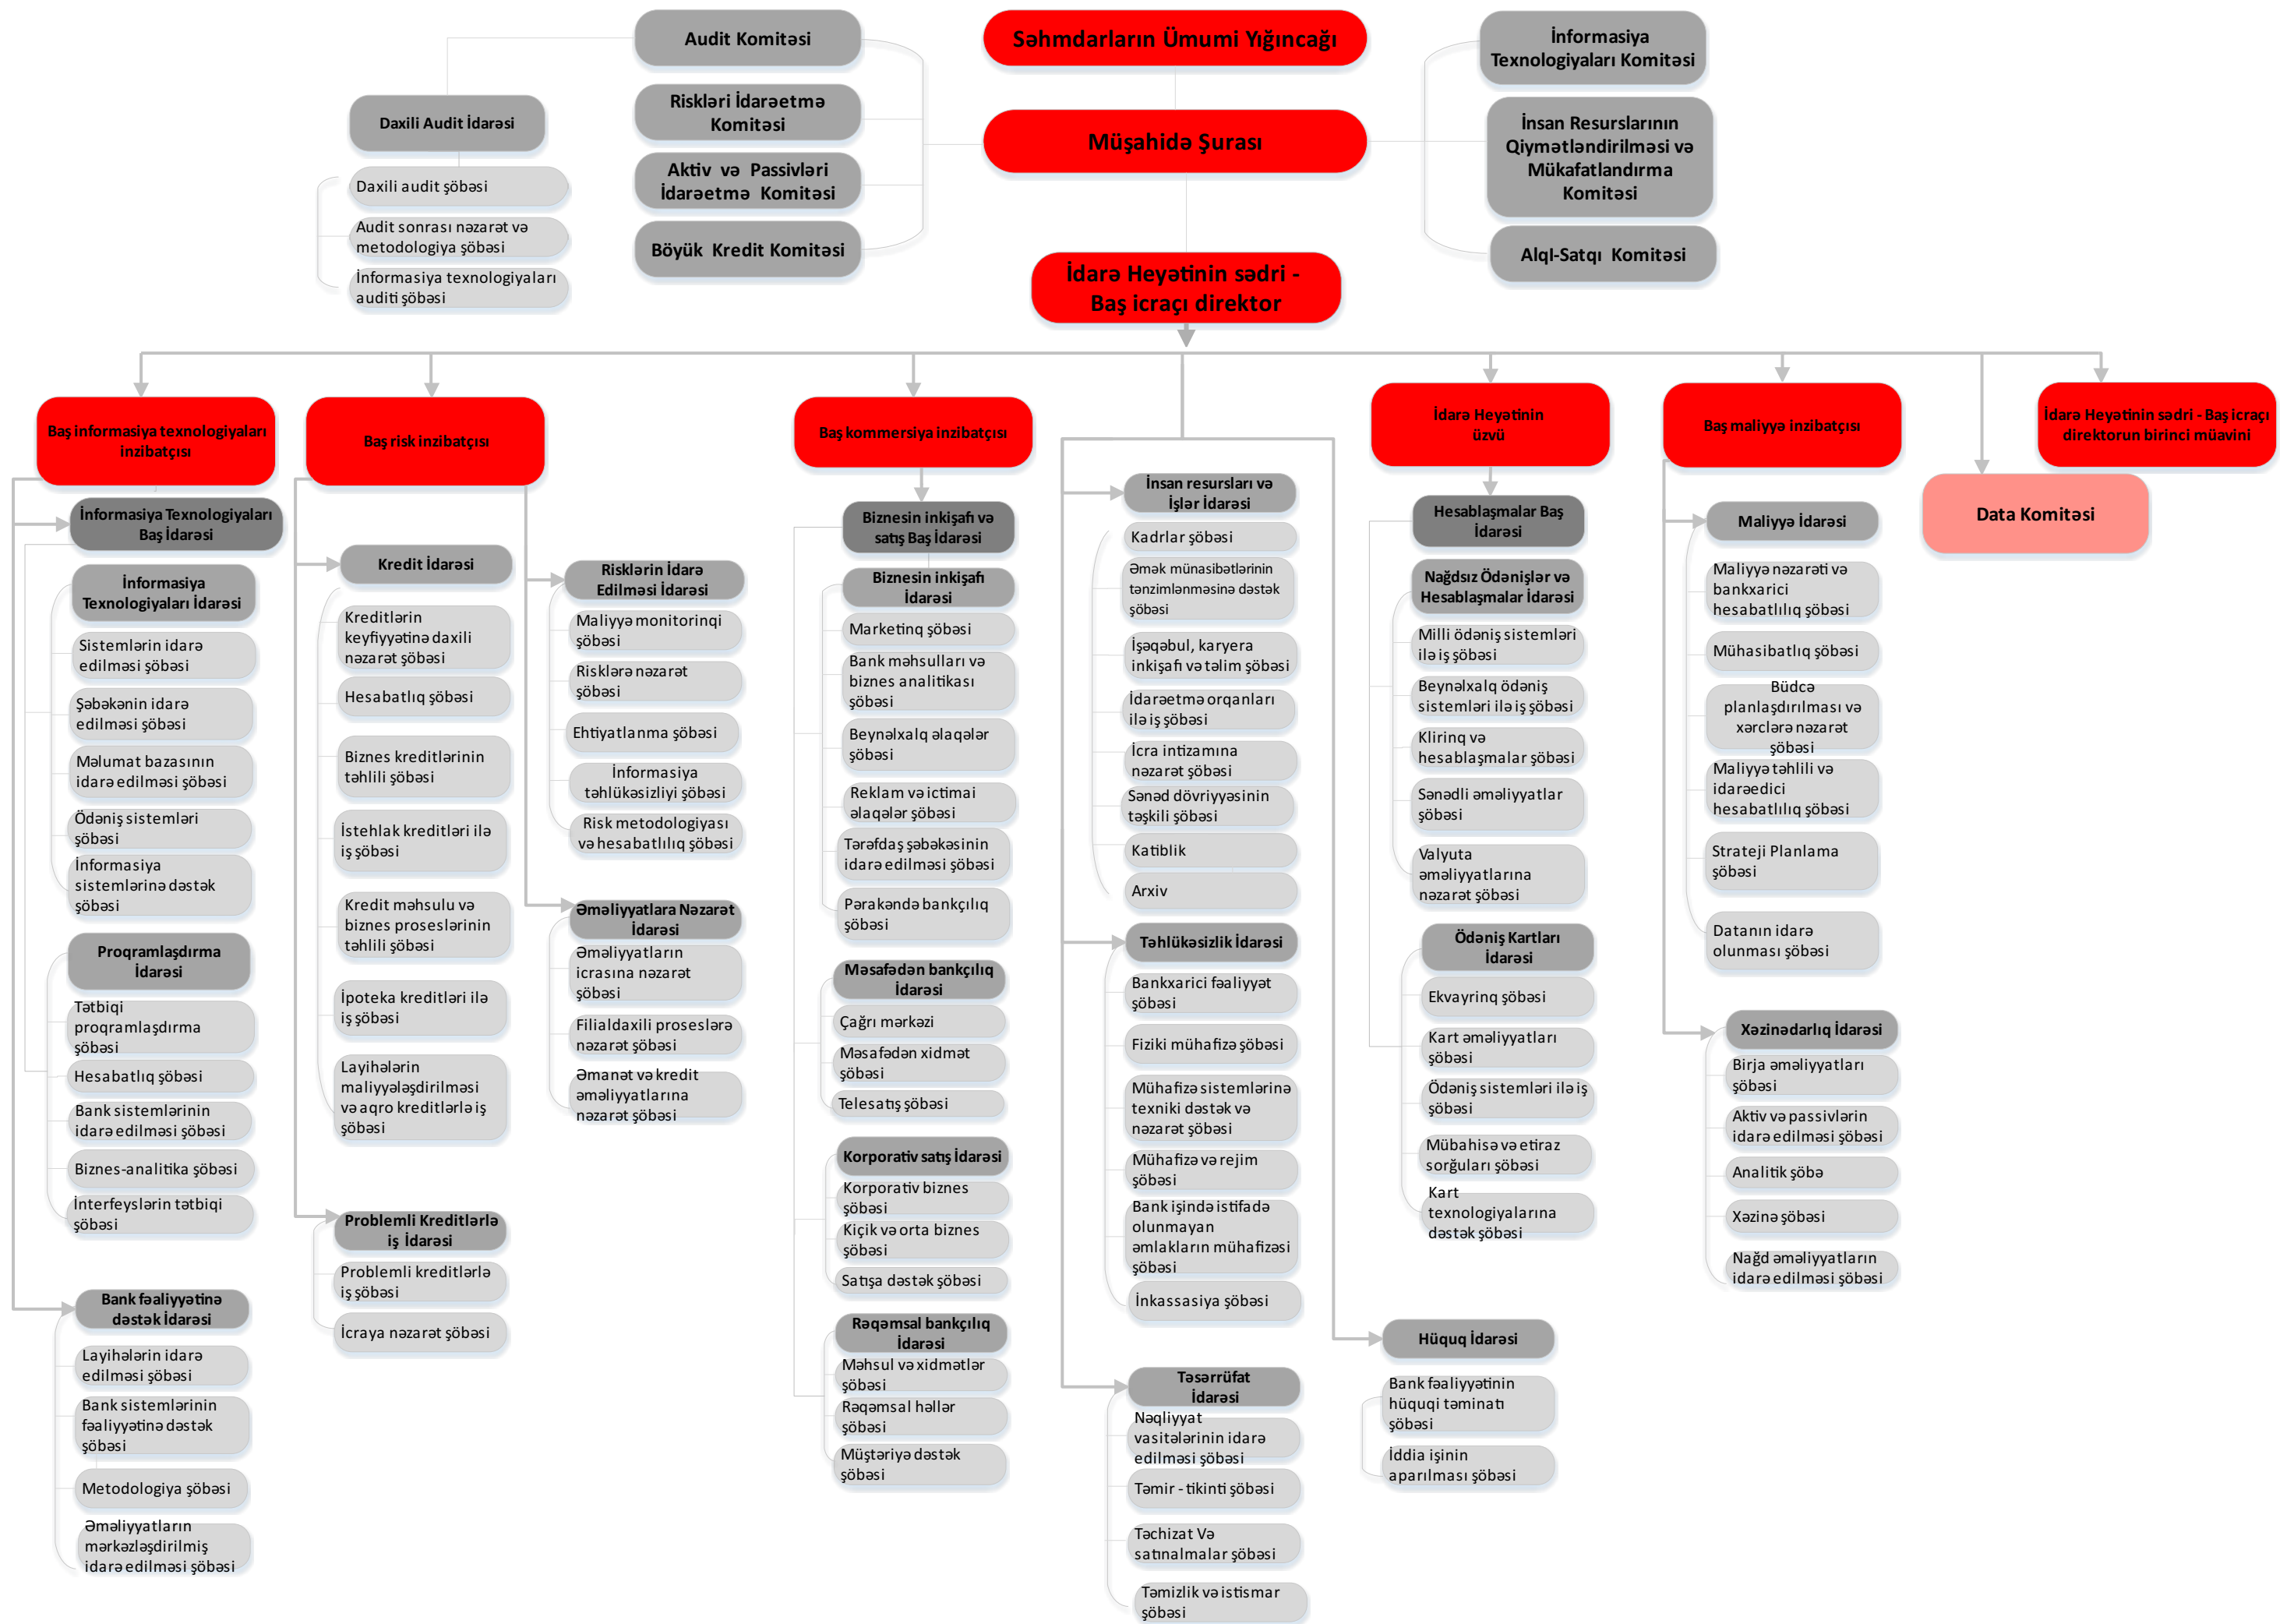 Səhmdarların Ümumi Yığıncağı
Müşahidə Şurası
İdarə Heyətinin sədri -
Baş icraçı direktor
Audit Komitəsi
Riskləri İdarəetmə
Komitəsi
Aktiv və Passivləri
İdarəetmə Komitəsi
Böyük Kredit Komitəsi
İnformasiya
Texnologiyaları Komitəsi
İnsan Resurslarının
Qiymətləndirilməsi və
Mükafatlandırma
Komitəsi
AlqI-Satqı Komitəsi
Daxili Audit İdarəsi
Daxili audit şöbəsi
Audit sonrası nəzarət və
metodologiya şöbəsi
İnformasiya texnologiyaları
auditi şöbəsi
Baş informasiya texnologiyaları
inzibatçısı
İnformasiya Texnologiyaları
Baş İdarəsi
İnformasiya
Texnologiyaları İdarəsi
Sistemlərin idarə
edilməsi şöbəsi
Şəbəkənin idarə
edilməsi şöbəsi
Məlumat bazasının
idarə edilməsi şöbəsi
Ödəniş sistemləri
şöbəsi
İnformasiya
sistemlərinə dəstək
şöbəsi
Proqramlaşdırma
İdarəsi
Tətbiqi
proqramlaşdırma
şöbəsi
Hesabatlıq şöbəsi
Bank sistemlərinin
idarə edilməsi şöbəsi
Biznes-analitika şöbəsi
İnterfeyslərin tətbiqi
şöbəsi
Bank fəaliyyətinə
dəstək İdarəsi
Layihələrin idarə
edilməsi şöbəsi
Bank sistemlərinin
fəaliyyətinə dəstək
şöbəsi
Metodologiya şöbəsi
Əməliyyatların
mərkəzləşdirilmiş
idarə edilməsi şöbəsi
Baş risk inzibatçısı
Kredit İdarəsi
Kreditlərin
keyfiyyətinə daxili
nəzarət şöbəsi
Hesabatlıq şöbəsi
Biznes kreditlərinin
təhlili şöbəsi
İstehlak kreditləri ilə
iş şöbəsi
Kredit məhsulu və
biznes proseslərinin
təhlili şöbəsi
İpoteka kreditləri ilə
iş şöbəsi
Layihələrin
maliyyələşdirilməsi
və aqro kreditlərlə iş
şöbəsi
Problemli Kreditlərlə
iş İdarəsi
Problemli kreditlərlə
iş şöbəsi
İcraya nəzarət şöbəsi
Risklərin İdarə
Edilməsi İdarəsi
Maliyyə monitorinqi
şöbəsi
Risklərə nəzarət
şöbəsi
Ehtiyatlanma şöbəsi
İnformasiya
təhlükəsizliyi şöbəsi
Risk metodologiyası
və hesabatlılıq şöbəsi
Əməliyyatlara Nəzarət
İdarəsi
Əməliyyatların
icrasına nəzarət
şöbəsi
Filialdaxili proseslərə
nəzarət şöbəsi
Əmanət və kredit
əməliyyatlarına
nəzarət şöbəsi
Baş kommersiya inzibatçısı
Biznesin inkişafı və
satış Baş İdarəsi
Biznesin inkişafı
İdarəsi
Marketinq şöbəsi
Bank məhsulları və
biznes analitikası
şöbəsi
Beynəlxalq əlaqələr
şöbəsi
Reklam və ictimai
əlaqələr şöbəsi
Tərəfdaş şəbəkəsinin
idarə edilməsi şöbəsi
Pərakəndə bankçılıq
şöbəsi
Məsafədən bankçılıq
İdarəsi
Çağrı mərkəzi
Məsafədən xidmət
şöbəsi
Telesatış şöbəsi
Korporativ satış İdarəsi
Korporativ biznes
şöbəsi
Kiçik və orta biznes
şöbəsi
Satışa dəstək şöbəsi
Rəqəmsal bankçılıq
İdarəsi
Məhsul və xidmətlər
şöbəsi
Rəqəmsal həllər
şöbəsi
Müştəriyə dəstək
şöbəsi
İnsan resursları və
İşlər İdarəsi
Kadrlar şöbəsi
Əmək münasibətlərinin
tənzimlənməsinə dəstək
şöbəsi
İşəqəbul, karyera
inkişafı və təlim şöbəsi
İdarəetmə orqanları
ilə iş şöbəsi
İcra intizamına
nəzarət şöbəsi
Sənəd dövriyyəsinin
təşkili şöbəsi
Katiblik
Arxiv
Təhlükəsizlik İdarəsi
Bankxarici fəaliyyət
şöbəsi
Fiziki mühafizə şöbəsi
Mühafizə sistemlərinə
texniki dəstək və
nəzarət şöbəsi
Mühafizə və rejim
şöbəsi
Bank işində istifadə
olunmayan
əmlakların mühafizəsi
şöbəsi
İnkassasiya şöbəsi
Təsərrüfat
İdarəsi
Nəqliyyat
vasitələrinin idarə
edilməsi şöbəsi
Təmir - tikinti şöbəsi
Təchizat Və
satınalmalar şöbəsi
Təmizlik və istismar
şöbəsi
Hüquq İdarəsi
Bank fəaliyyətinin
hüquqi təminatı
şöbəsi
İddia işinin
aparılması şöbəsi
İdarə Heyətinin
üzvü
Hesablaşmalar Baş
İdarəsi
Nağdsız Ödənişlər və
Hesablaşmalar İdarəsi
Milli ödəniş sistemləri
ilə iş şöbəsi
Beynəlxalq ödəniş
sistemləri ilə iş şöbəsi
Klirinq və
hesablaşmalar şöbəsi
Sənədli əməliyyatlar
şöbəsi
Valyuta
əməliyyatlarına
nəzarət şöbəsi
Ödəniş Kartları
İdarəsi
Ekvayrinq şöbəsi
Kart əməliyyatları
şöbəsi
Ödəniş sistemləri ilə iş
şöbəsi
Mübahisə və etiraz
sorğuları şöbəsi
Kart
texnologiyalarına
dəstək şöbəsi
Baş maliyyə inzibatçısı
Maliyyə İdarəsi
Maliyyə nəzarəti və
bankxarici
hesabatlılıq şöbəsi
Mühasibatlıq şöbəsi
Büdcə
planlaşdırılması və
xərclərə nəzarət
şöbəsi
Maliyyə təhlili və
idarəedici
hesabatlılıq şöbəsi
Strateji Planlama
şöbəsi
Datanın idarə
olunması şöbəsi
Xəzinədarlıq İdarəsi
Birja əməliyyatları
şöbəsi
Aktiv və passivlərin
idarə edilməsi şöbəsi
Analitik şöbə
Xəzinə şöbəsi
Nağd əməliyyatların
idarə edilməsi şöbəsi
Data Komitəsi
İdarə Heyətinin sədri - Baş icraçı
direktorun birinci müavini